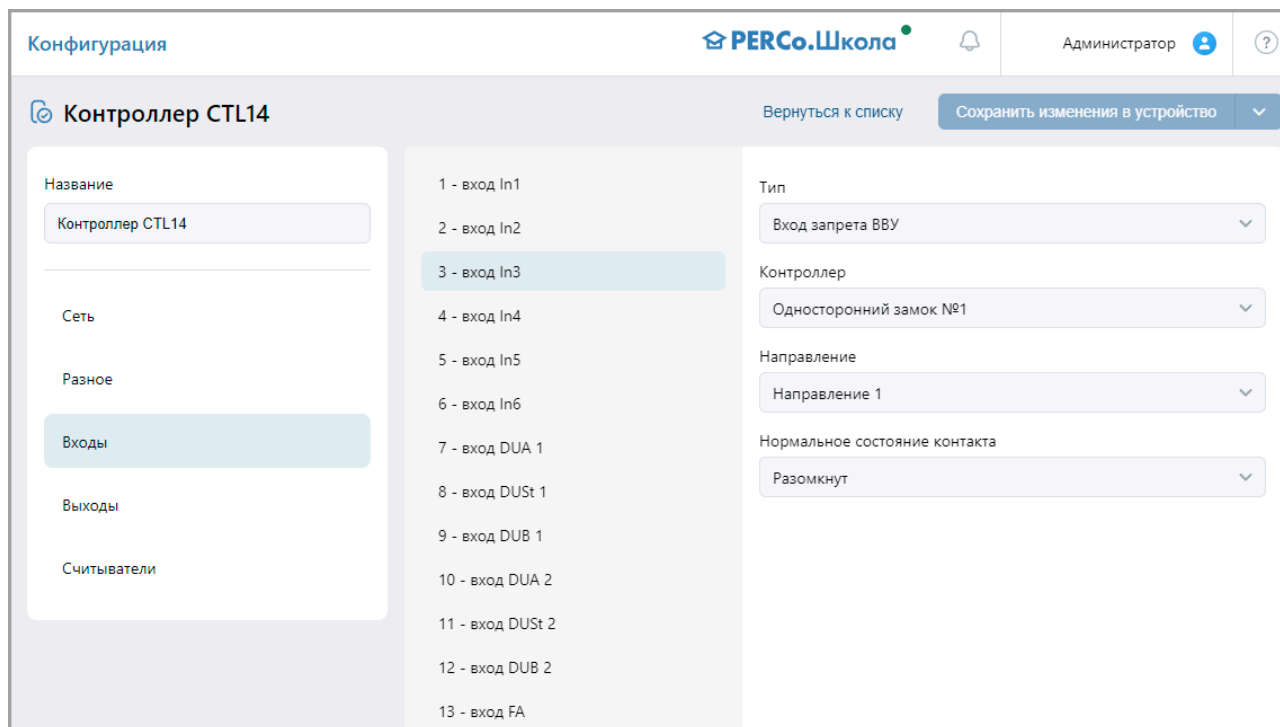 Конфигурация
PERCo.Школа
Администратор
?
Контроллер CTL14
Вернуться к списку
Сохранить изменения в устройство
Название
Контроллер CTL14
Сеть
Разное
Входы
Выходы
Считыватели
1 - вход In1
2 - вход In2
3 - вход In3
4 - вход In4
5 - вход In5
6 - вход In6
7 - вход DUA 1
8 - вход DUSt 1
9 - вход DUB 1
10 - вход DUA 2
11 - вход DUSt 2
12 - вход DUB 2
13 - вход FA
Тип
Вход запрета ВВУ
Контроллер
Односторонний замок №1
Направление
Направление 1
Нормальное состояние контакта
Разомкнут